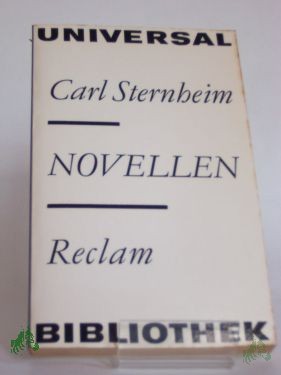 UNIVERSAL
Carl Sternheim
NOVELLEN
Reclam
BIBLIOTHEK